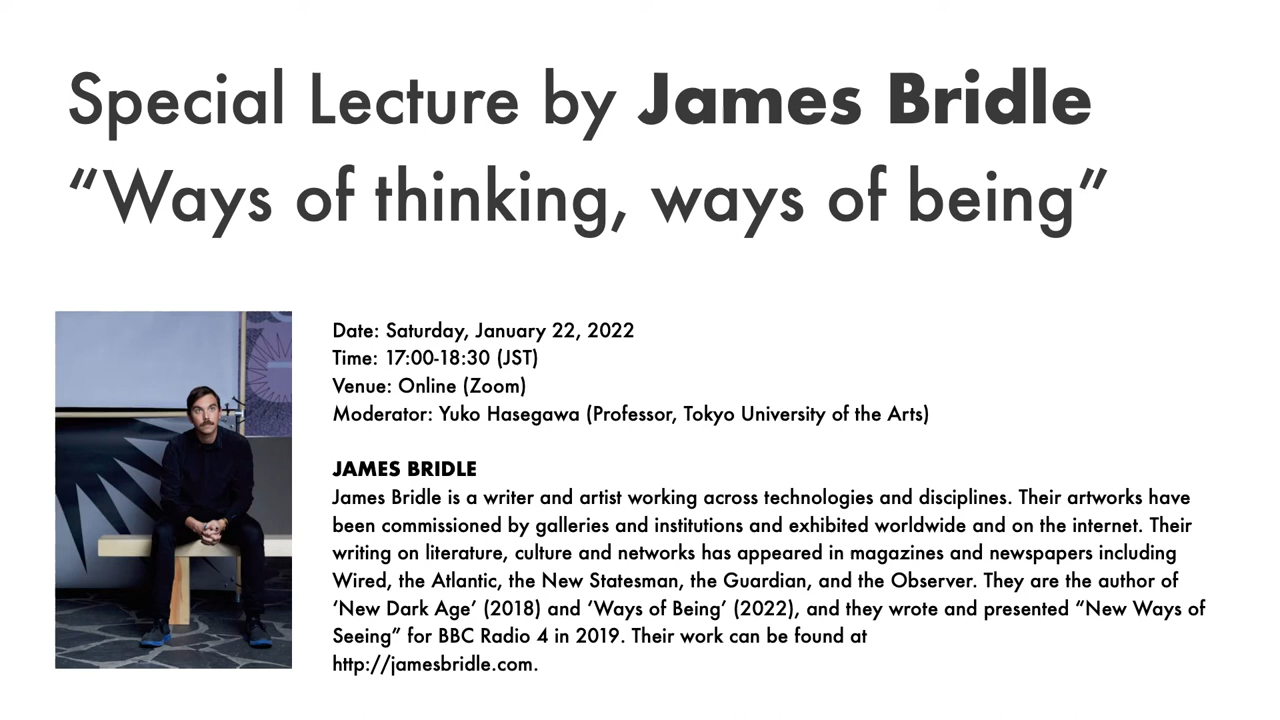 Special Lecture by James Bridle
“Ways of thinking, ways of being”
Date: Saturday, January 22, 2022
Time: 17:00-18:30 (JST)
Venue: Online (Zoom)
Moderator: Yuko Hasegawa (Professor, Tokyo University of the Arts)
JAMES BRIDLE
James Bridle is a writer and artist working across technologies and disciplines. Their artworks have
been commissioned by galleries and institutions and exhibited worldwide and on the internet. Their
writing on literature, culture and networks has appeared in magazines and newspapers including
Wired, the Atlantic, the New Statesman, the Guardian, and the Observer. They are the author of
‘New Dark Age’ (2018) and ‘Ways of Being’ (2022), and they wrote and presented “New Ways of
Seeing” for BBC Radio 4 in 2019. Their work can be found at
http://jamesbridle.com.